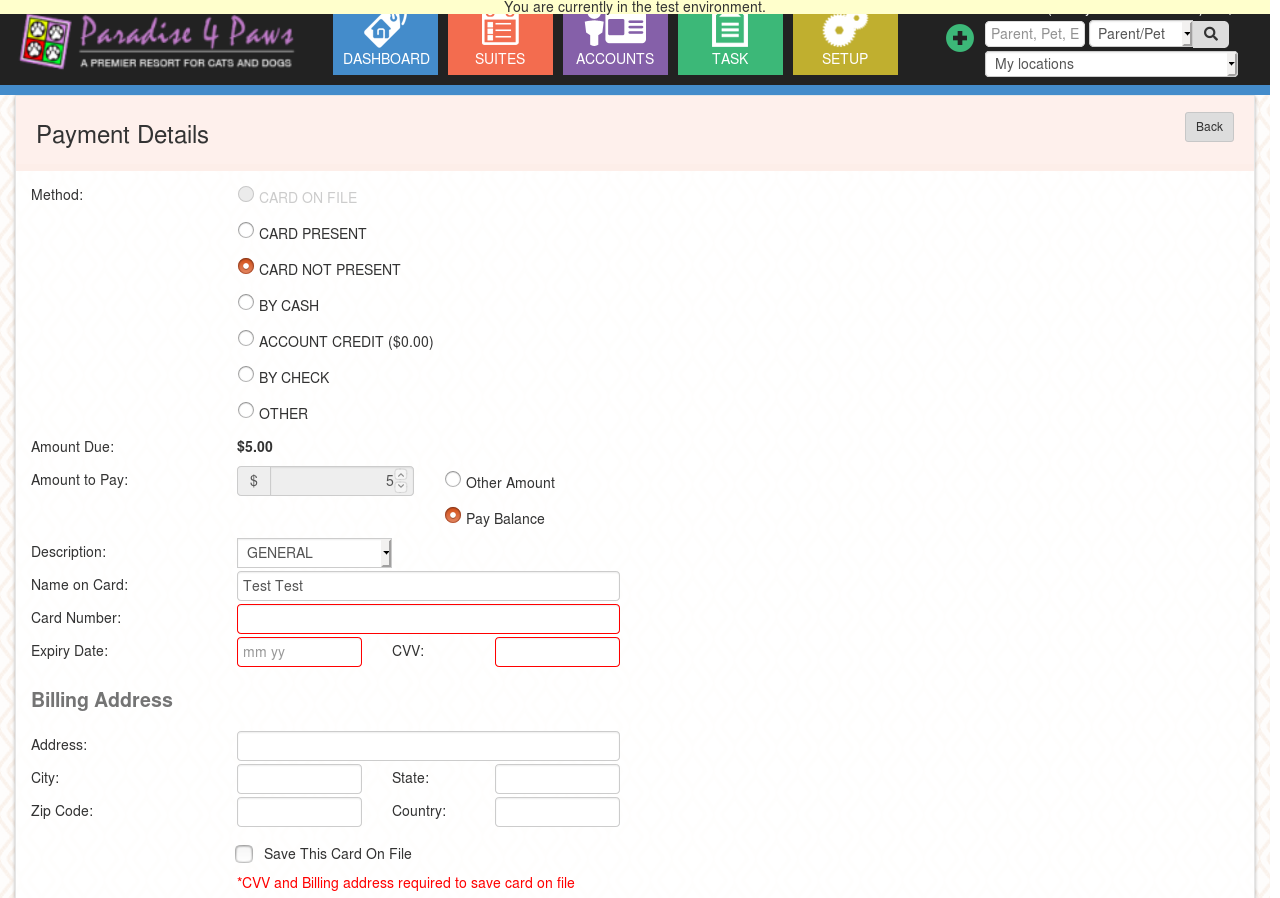 You are currently in the test environment.
Paradise 4 Paws
A PREMIER RESORT FOR CATS AND DOGS
DASHBOARD SUITES ACCOUNTS TASK SETUP
Parent, Pet, E Parent/Pet
My locations
Payment Details Back
Method: CARD ON FILE
CARD PRESENT
CARD NOT PRESENT
BY CASH
ACCOUNT CREDIT ($0.00)
BY CHECK
OTHER
Amount Due: $5.00
Amount to Pay: $ 5 Other Amount
Pay Balance
Description: GENERAL
Name on Card: Test Test
Card Number:
Expiry Date: mm yy CVV:
Billing Address
Address:
City: State:
Zip Code: Country:
Save This Card On File
*CVV and Billing address required to save card on file